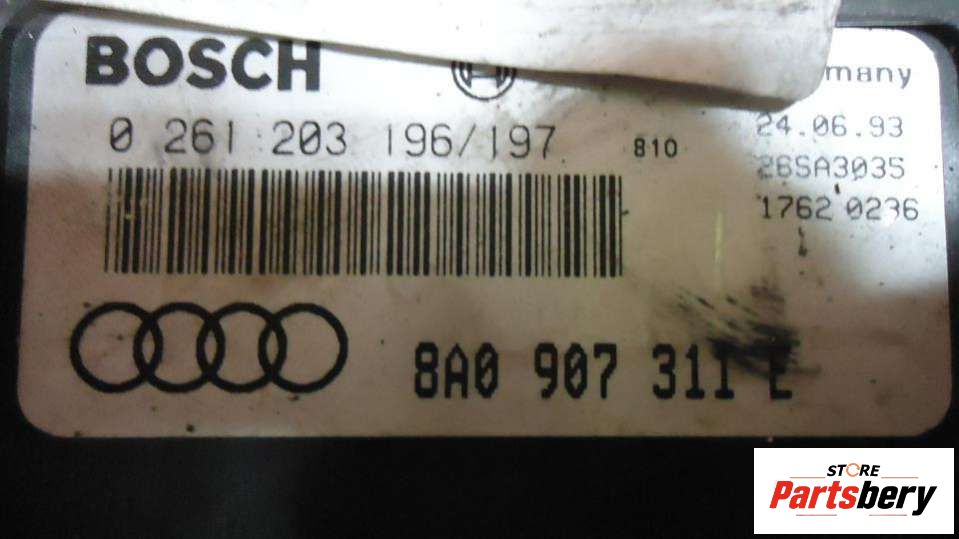 BOSCH
many
0 261 203 196/197 810
24.06.93
26SA3035
1762 0236
8A0 907 311
STORE
Partsbery